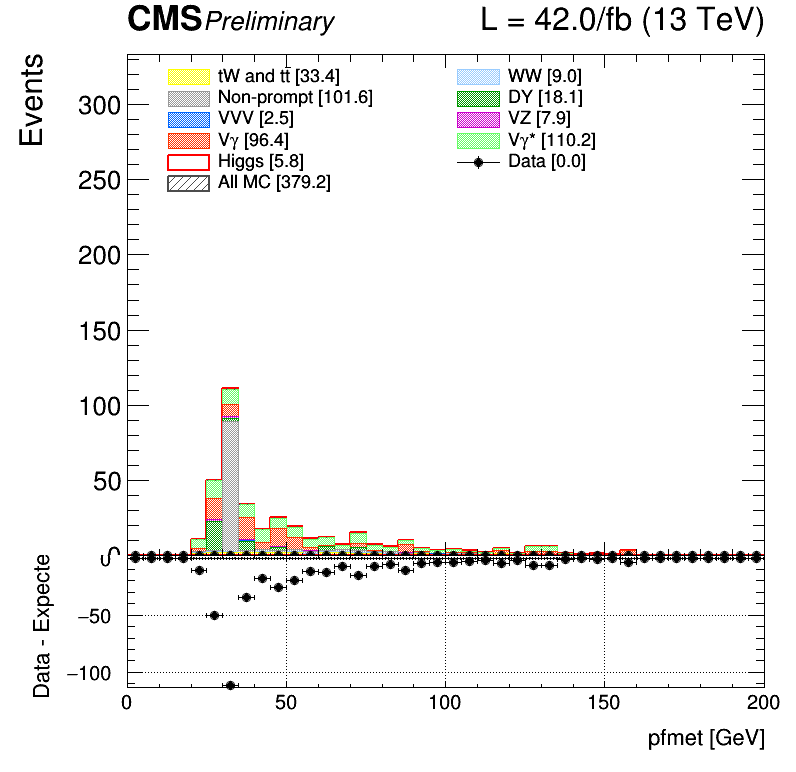 CMS Preliminary L = 42.0/fb (13 TeV)
Events
tW and tt̄ [33.4]
Non-prompt [101.6]
VVV [2.5]
Vγ [96.4]
Higgs [5.8]
All MC [379.2]
WW [9.0]
DY [18.1]
VZ [7.9]
Vγ* [110.2]
Data [0.0]
300
250
200
150
100
50
0
Data - Expecte
−50
−100
0 50 100 150 200
pfmet [GeV]